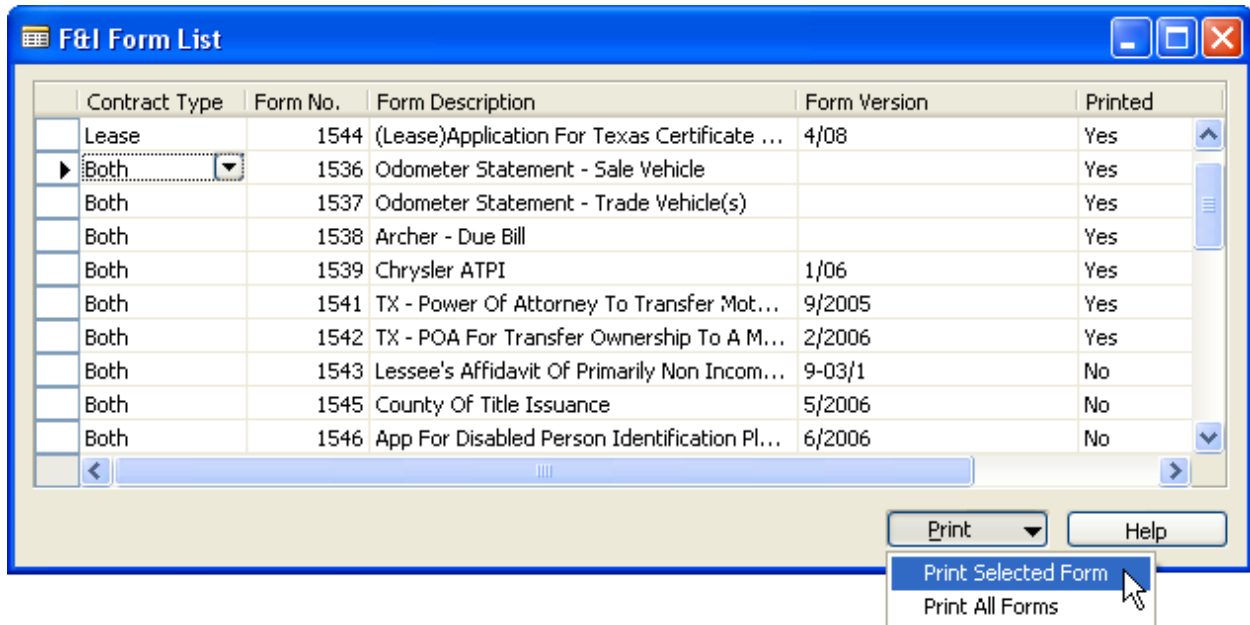 F&I Form List
Contract Type Form No. Form Description Form Version Printed
Lease 1544 (Lease)Application For Texas Certificate ... 4/08 Yes
Both 1536 Odometer Statement - Sale Vehicle Yes
Both 1537 Odometer Statement - Trade Vehicle(s) Yes
Both 1538 Archer - Due Bill Yes
Both 1539 Chrysler ATPI 1/06 Yes
Both 1541 TX - Power Of Attorney To Transfer Mot... 9/2005 Yes
Both 1542 TX - POA For Transfer Ownership To A M... 2/2006 Yes
Both 1543 Lessee's Affidavit Of Primarily Non Incom... 9-03/1 No
Both 1545 County Of Title Issuance 5/2006 No
Both 1546 App For Disabled Person Identification Pl... 6/2006 No
Print Help
Print Selected Form
Print All Forms